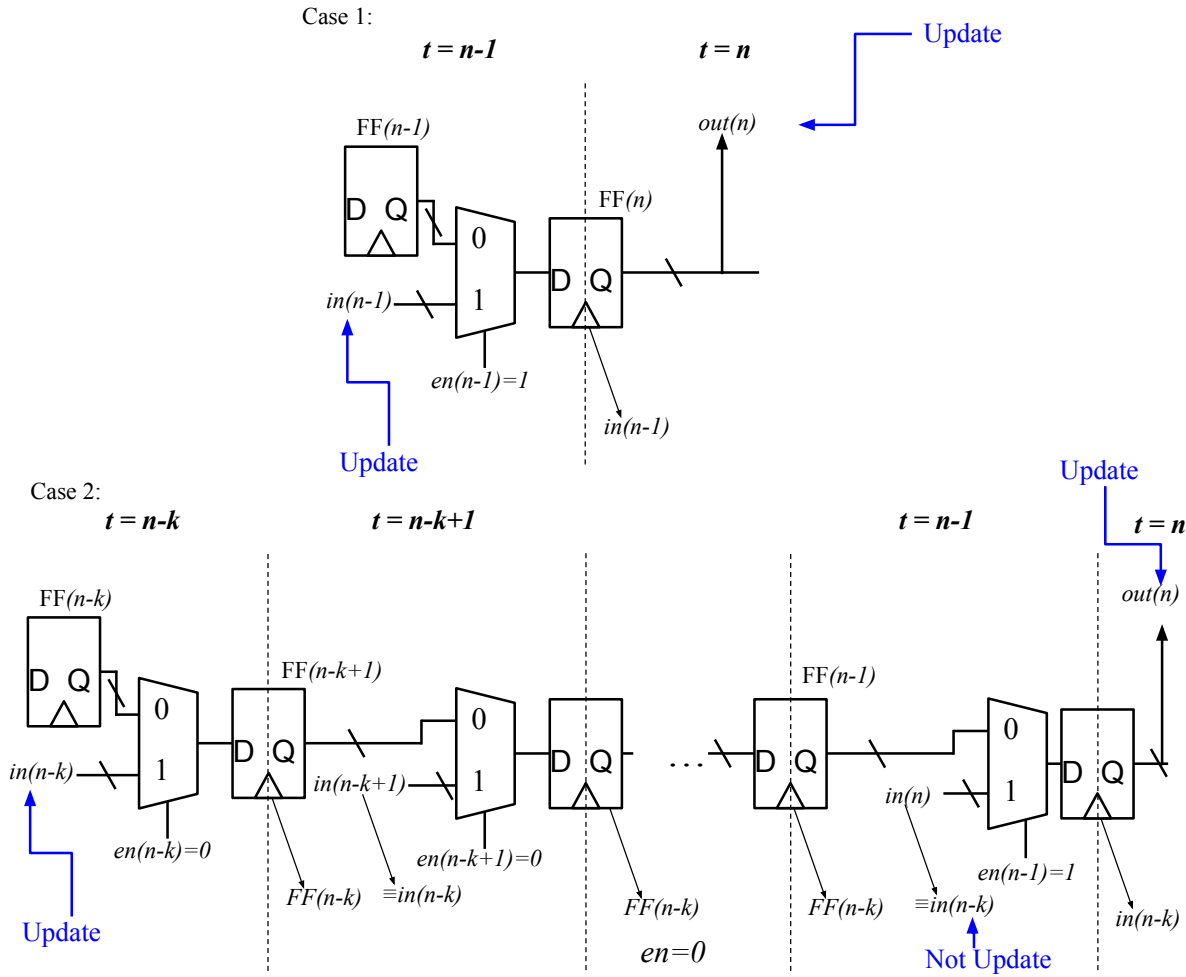 Case 1:
t = n-1
t = n
Update
FF(n-1)
out(n)
D Q
FF(n)
0
D Q
in(n-1)
1
en(n-1)=1
in(n-1)
Update
Case 2:
t = n-k
t = n-k+1
t = n-1
Update
t = n
FF(n-k)
out(n)
D Q
FF(n-k+1)
FF(n-1)
0
0
0
D Q
D Q
...
D Q
D Q
in(n-k)
1
in(n-k+1)
1
in(n)
1
en(n-k)=0
en(n-k+1)=0
en(n-1)=1
FF(n-k)
≡in(n-k)
FF(n-k)
FF(n-k)
≡in(n-k)
in(n-k)
Update
en=0
Not Update